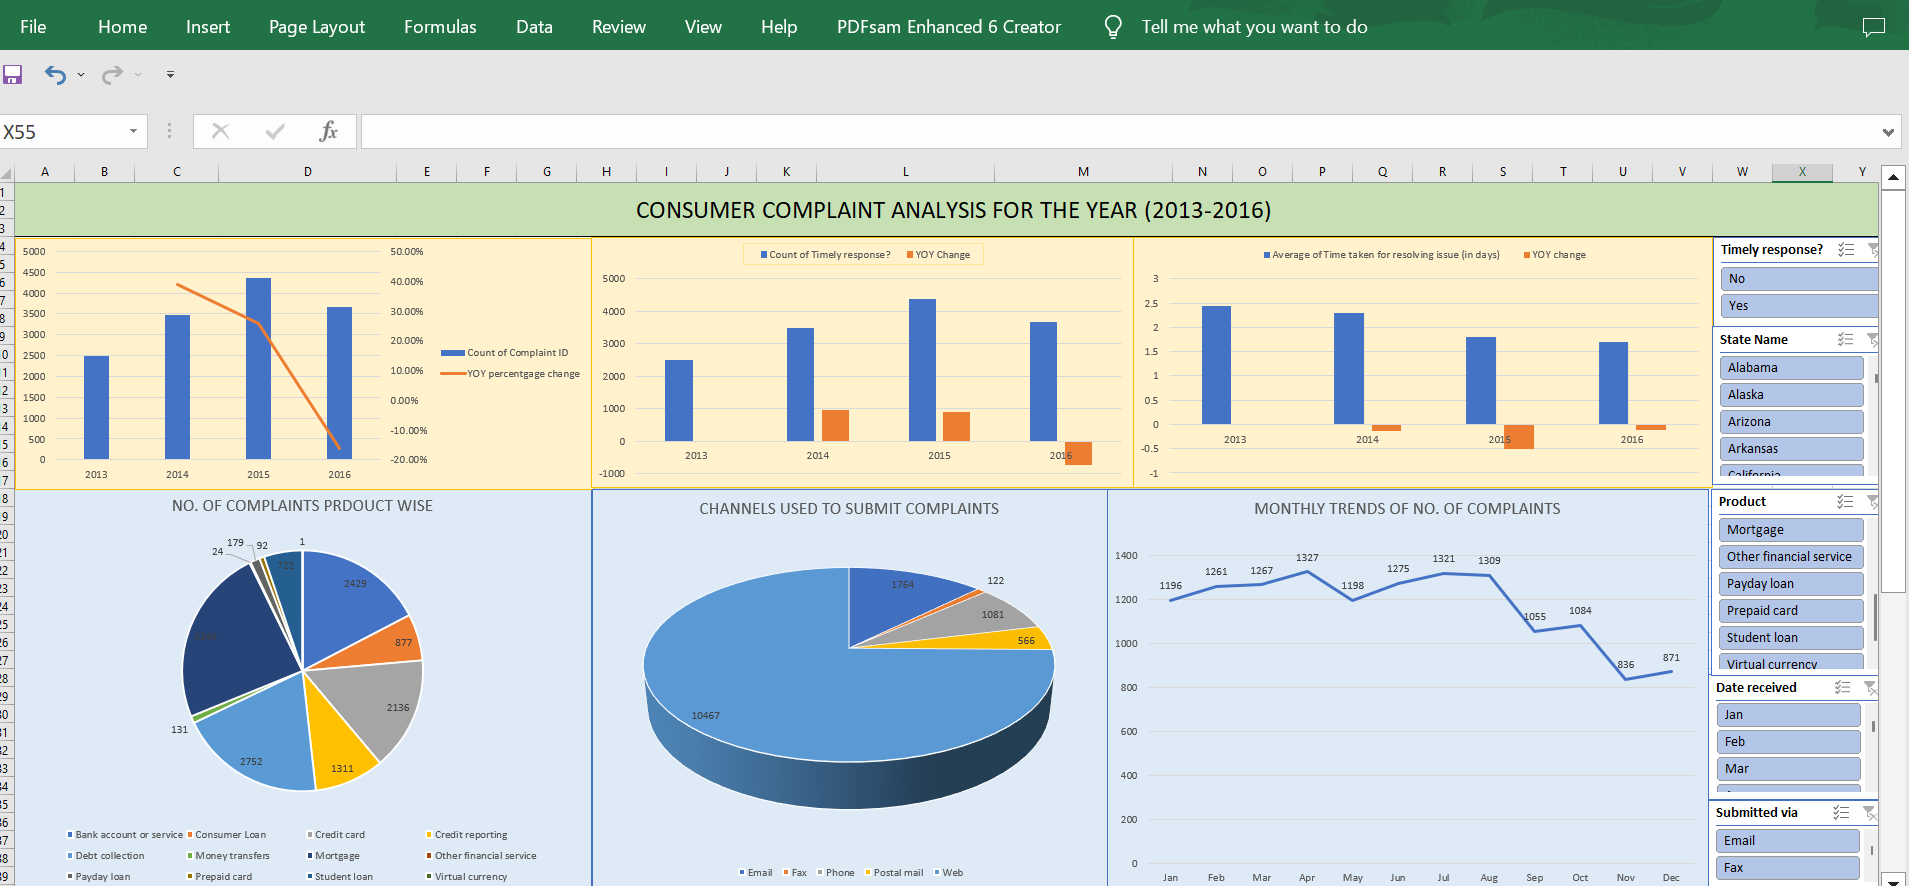 File Home Insert Page Layout Formulas Data Review View Help PDFsam Enhanced 6 Creator Tell me what you want to do
X55 fx
A B C D E F G H I J K L M N O P Q R S T U V W X Y
CONSUMER COMPLAINT ANALYSIS FOR THE YEAR (2013-2016)
5000
4500
4000
3500
3000
2500
2000
1500
1000
500
0
50.00%
40.00%
30.00%
20.00%
10.00%
0.00%
-10.00%
-20.00%
2013 2014 2015 2016
Count of Complaint ID
YOY percentgage change
Count of Timely response? YOY Change
5000
4000
3000
2000
1000
0
-1000
2013 2014 2015 2016
Average of Time taken for resolving issue (in days) YOY change
3
2.5
2
1.5
1
0.5
0
-0.5
-1
2013 2014 2015 2016
Timely response?
No
Yes
State Name
Alabama
Alaska
Arizona
Arkansas
California
NO. OF COMPLAINTS PRDOUCT WISE
1
179 92
24
722
2429
877
2136
1311
2752
131
Bank account or service Consumer Loan Credit card Credit reporting
Debt collection Money transfers Mortgage Other financial service
Payday loan Prepaid card Student loan Virtual currency
CHANNELS USED TO SUBMIT COMPLAINTS
1764
122
1081
566
10467
Email Fax Phone Postal mail Web
MONTHLY TRENDS OF NO. OF COMPLAINTS
1400
1200
1000
800
600
400
200
0
1196 1261 1267 1327 1198 1275 1321 1309 1055 1084 836 871
Jan Feb Mar Apr May Jun Jul Aug Sep Oct Nov Dec
Product
Mortgage
Other financial service
Payday loan
Prepaid card
Student loan
Virtual currency
Date received
Jan
Feb
Mar
Submitted via
Email
Fax